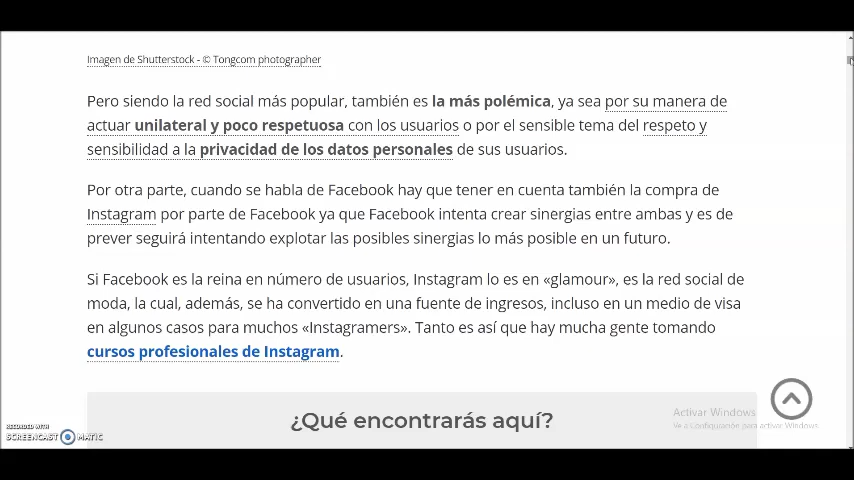 Imagen de Shutterstock - © Tongcom photographer
Pero siendo la red social más popular, también es la más polémica, ya sea por su manera de
actuar unilateral y poco respetuosa con los usuarios o por el sensible tema del respeto y
sensibilidad a la privacidad de los datos personales de sus usuarios.
Por otra parte, cuando se habla de Facebook hay que tener en cuenta también la compra de
Instagram por parte de Facebook ya que Facebook intenta crear sinergias entre ambas y es de
prever seguirá intentando explotar las posibles sinergias lo más posible en un futuro.
Si Facebook es la reina en número de usuarios, Instagram lo es en «glamour», es la red social de
moda, la cual, además, se ha convertido en una fuente de ingresos, incluso en un medio de visa
en algunos casos para muchos «Instagramers». Tanto es así que hay mucha gente tomando
cursos profesionales de Instagram.
¿Qué encontrarás aquí?
Activar Windows
Ve a Configuración para activar Windows.
RECORDED WITH
SCREENCAST MATIC